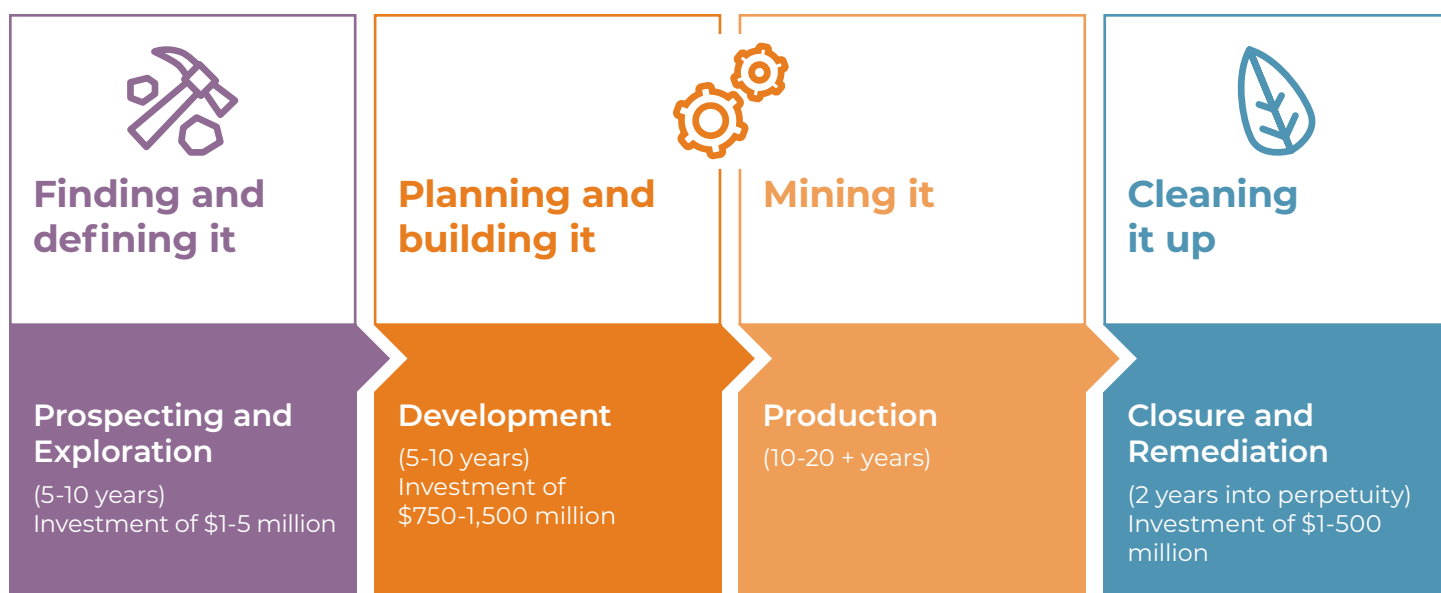 Finding and
defining it
Prospecting and
Exploration
(5-10 years)
Investment of $1-5 million
Planning and
building it
Development
(5-10 years)
Investment of
$750-1,500 million
Mining it
Production
(10-20 + years)
Cleaning
it up
Closure and
Remediation
(2 years into perpetuity)
Investment of $1-500
million